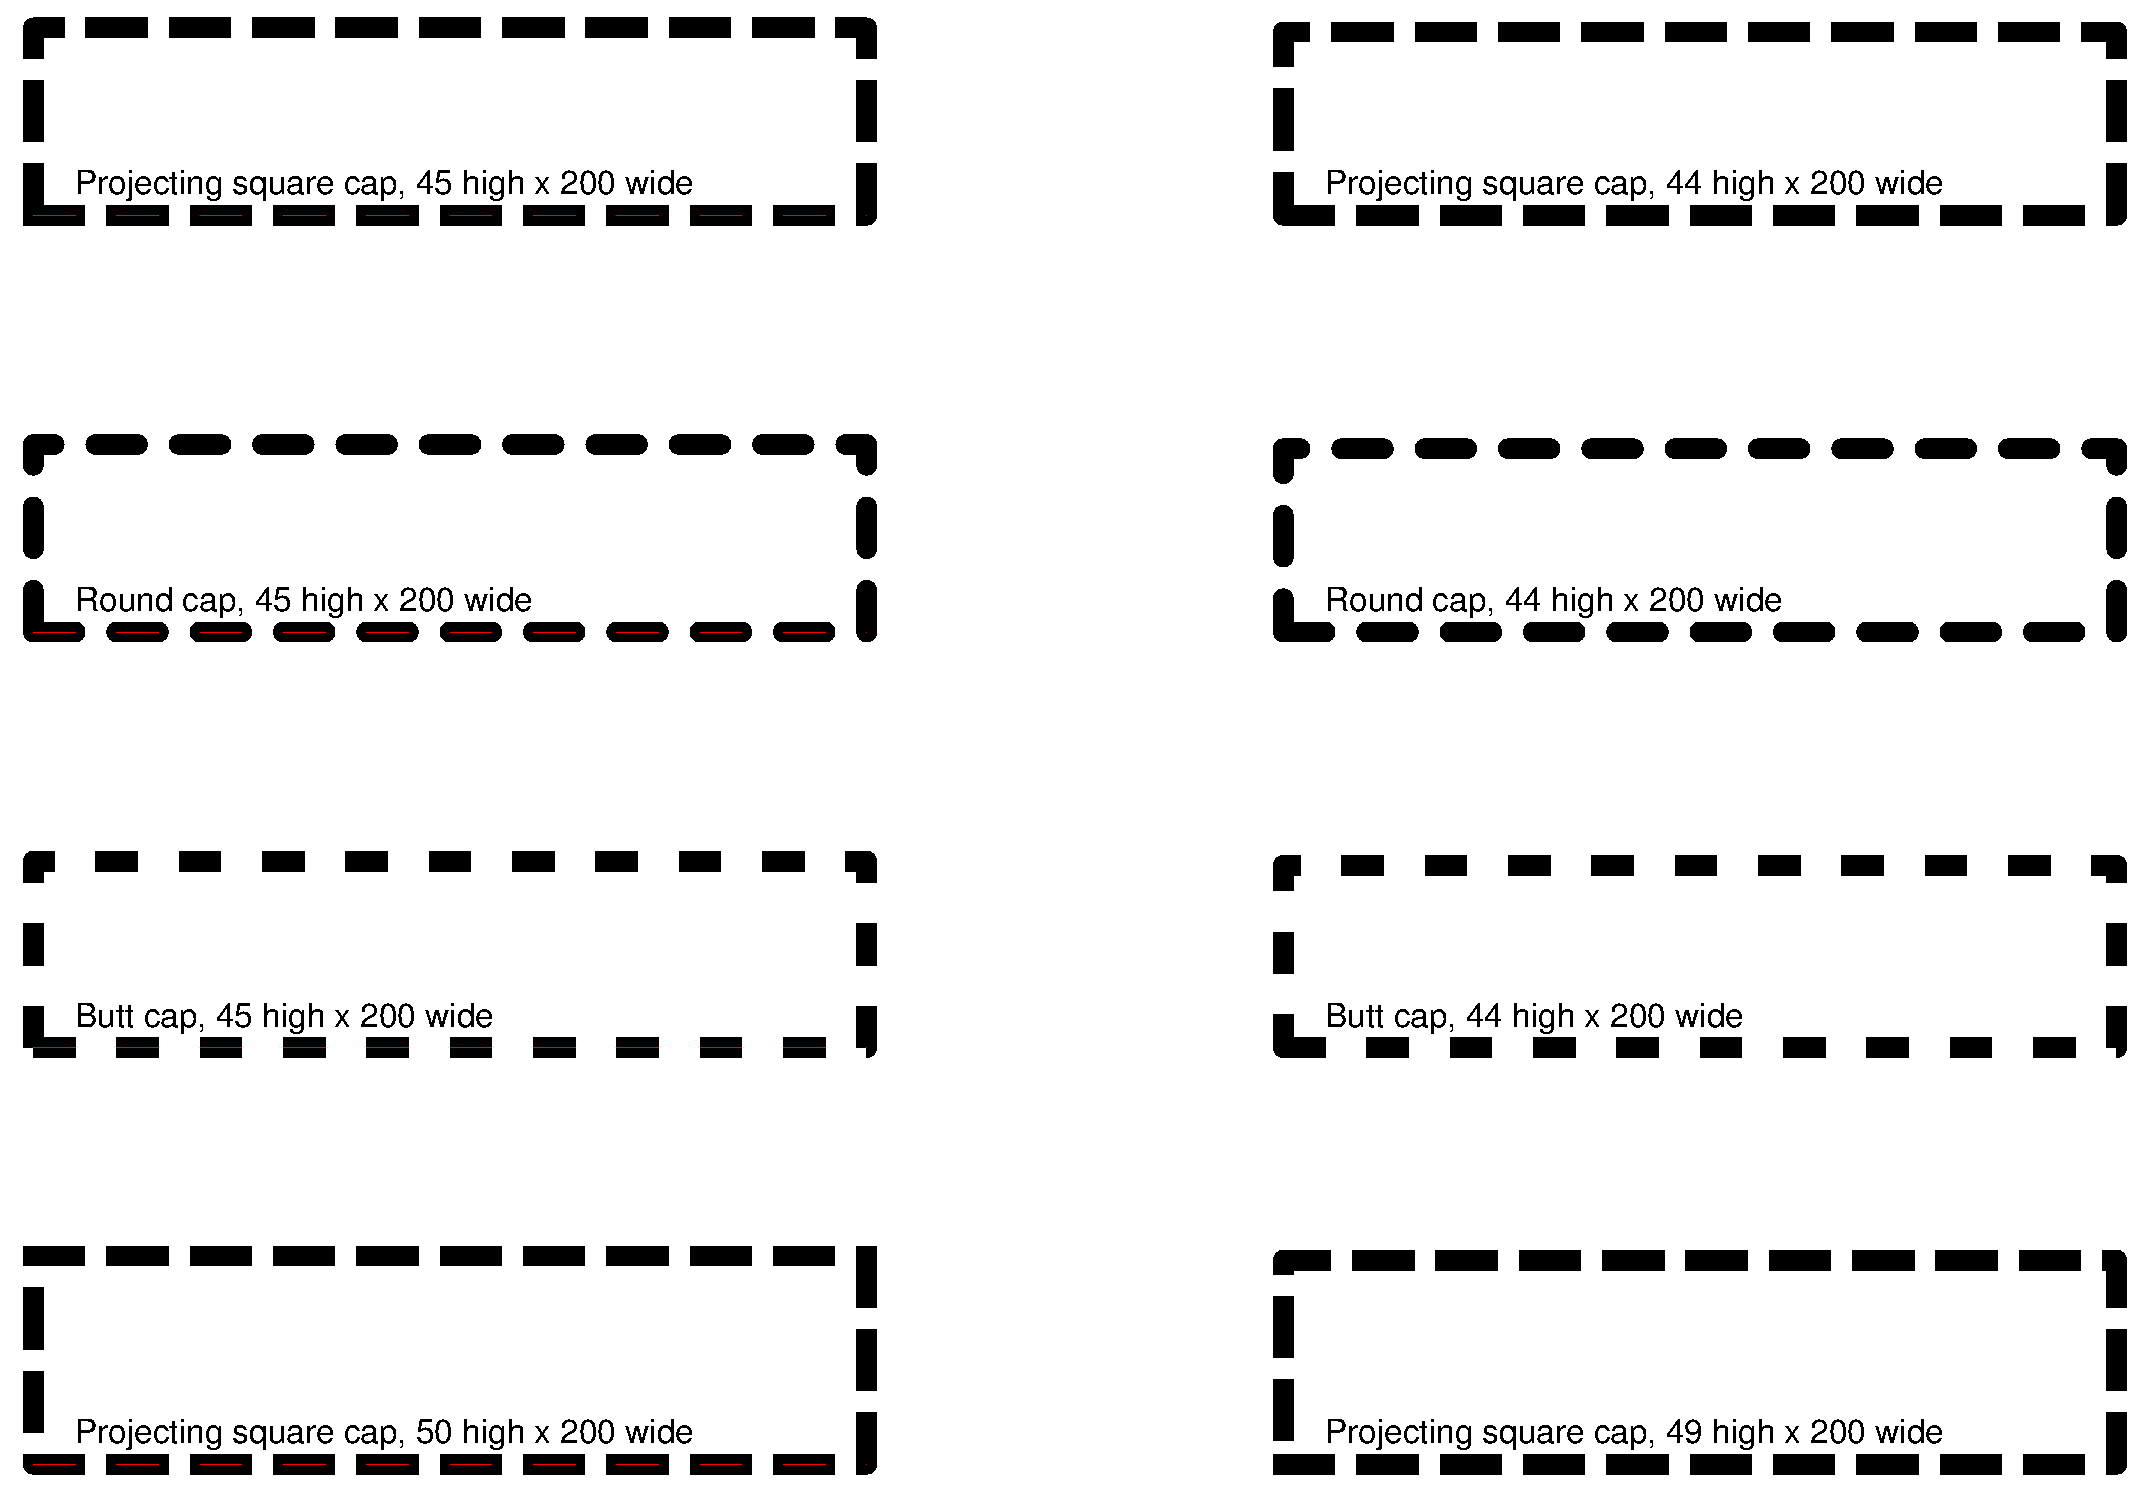 Projecting square cap, 45 high x 200 wide
Projecting square cap, 44 high x 200 wide
Round cap, 45 high x 200 wide
Round cap, 44 high x 200 wide
Butt cap, 45 high x 200 wide
Butt cap, 44 high x 200 wide
Projecting square cap, 50 high x 200 wide
Projecting square cap, 49 high x 200 wide